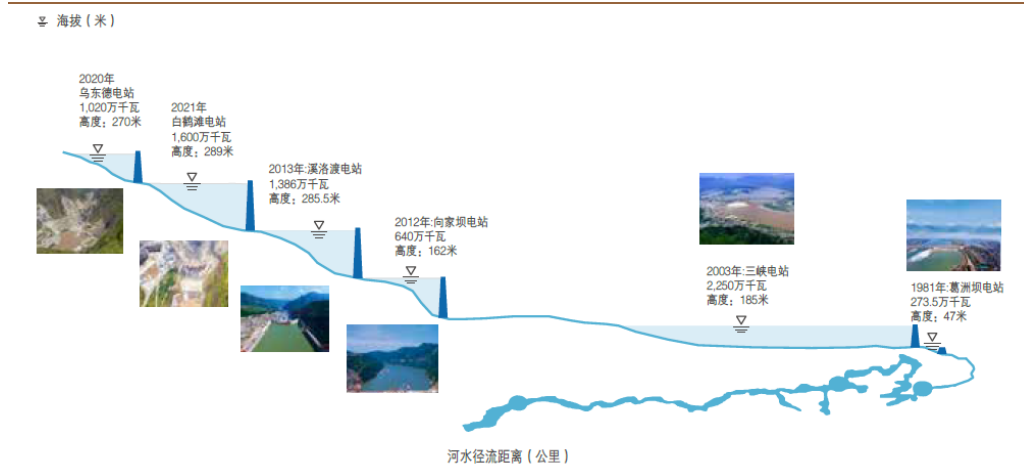 海拔（米）
2020年
乌东德电站
1,020万千瓦
高度：270米
2021年
白鹤滩电站
1,600万千瓦
高度：289米
2013年:溪洛渡电站
1,386万千瓦
高度：285.5米
2012年:向家坝电站
640万千瓦
高度：162米
2003年:三峡电站
2,250万千瓦
高度：185米
1981年:葛洲坝电站
273.5万千瓦
高度：47米
河水径流距离（公里）